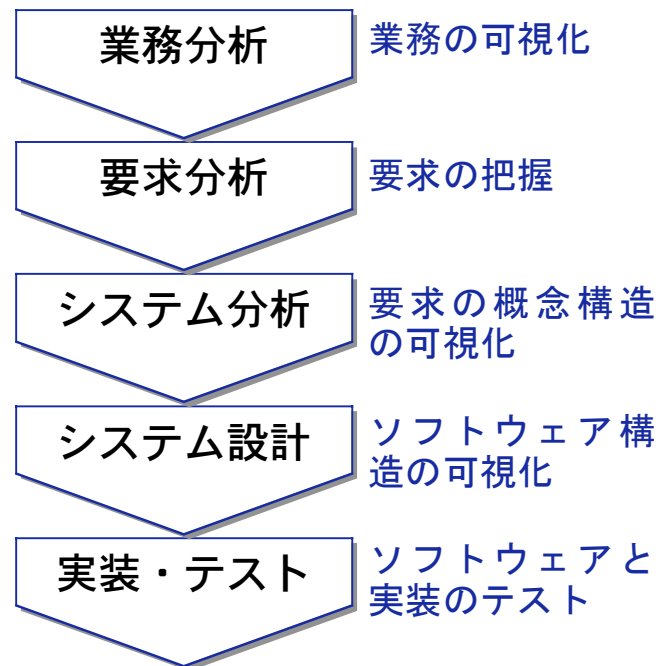 業務分析
業務の可視化
要求分析
要求の把握
システム分析
要求の概念構造
の可視化
システム設計
ソフトウェア構
造の可視化
実装・テスト
ソフトウェアと
実装のテスト